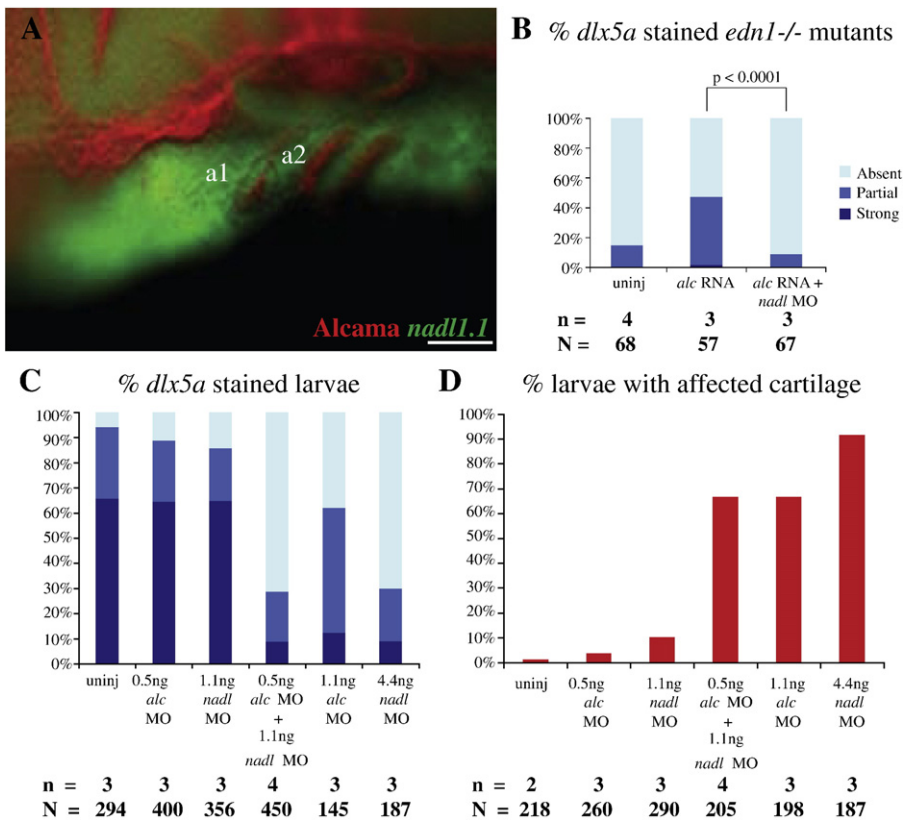 A
a1
a2
Alcama nadl1.1
B % dlx5a stained edn1-/- mutants
p < 0.0001
100%
80%
60%
40%
20%
0%
Absent
Partial
Strong
uninj
alc RNA
alc RNA +
nadl MO
n = 4 3 3
N = 68 57 67
C % dlx5a stained larvae
100%
90%
80%
70%
60%
50%
40%
30%
20%
10%
0%
uninj
0.5ng
alc
MO
1.1ng
nadl
MO
0.5ng
alc MO
+
1.1ng
nadl MO
1.1ng
alc
MO
4.4ng
nadl
MO
n = 3 3 3 4 3 3
N = 294 400 356 450 145 187
D % larvae with affected cartilage
100%
90%
80%
70%
60%
50%
40%
30%
20%
10%
0%
uninj
0.5ng
alc
MO
1.1ng
nadl
MO
0.5ng
alc MO
+
1.1ng
nadl MO
1.1ng
alc MO
4.4ng
nadl
MO
n = 2 3 3 4 3 3
N = 218 260 290 205 198 187